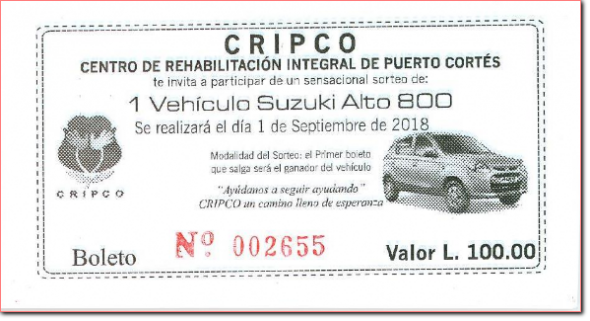 CRIPCO
CENTRO DE REHABILITACIÓN INTEGRAL DE PUERTO CORTÉS
te invita a participar de un sensacional sorteo de:
1 Vehículo Suzuki Alto 800
Se realizará el día 1 de Septiembre de 2018
Modalidad del Sorteo: el Primer boleto
que salga será el ganador del vehículo
CRIPCO
"Ayúdanos a seguir ayudando"
CRIPCO un camino lleno de esperanza
Boleto Nº. 002655 Valor L. 100.00